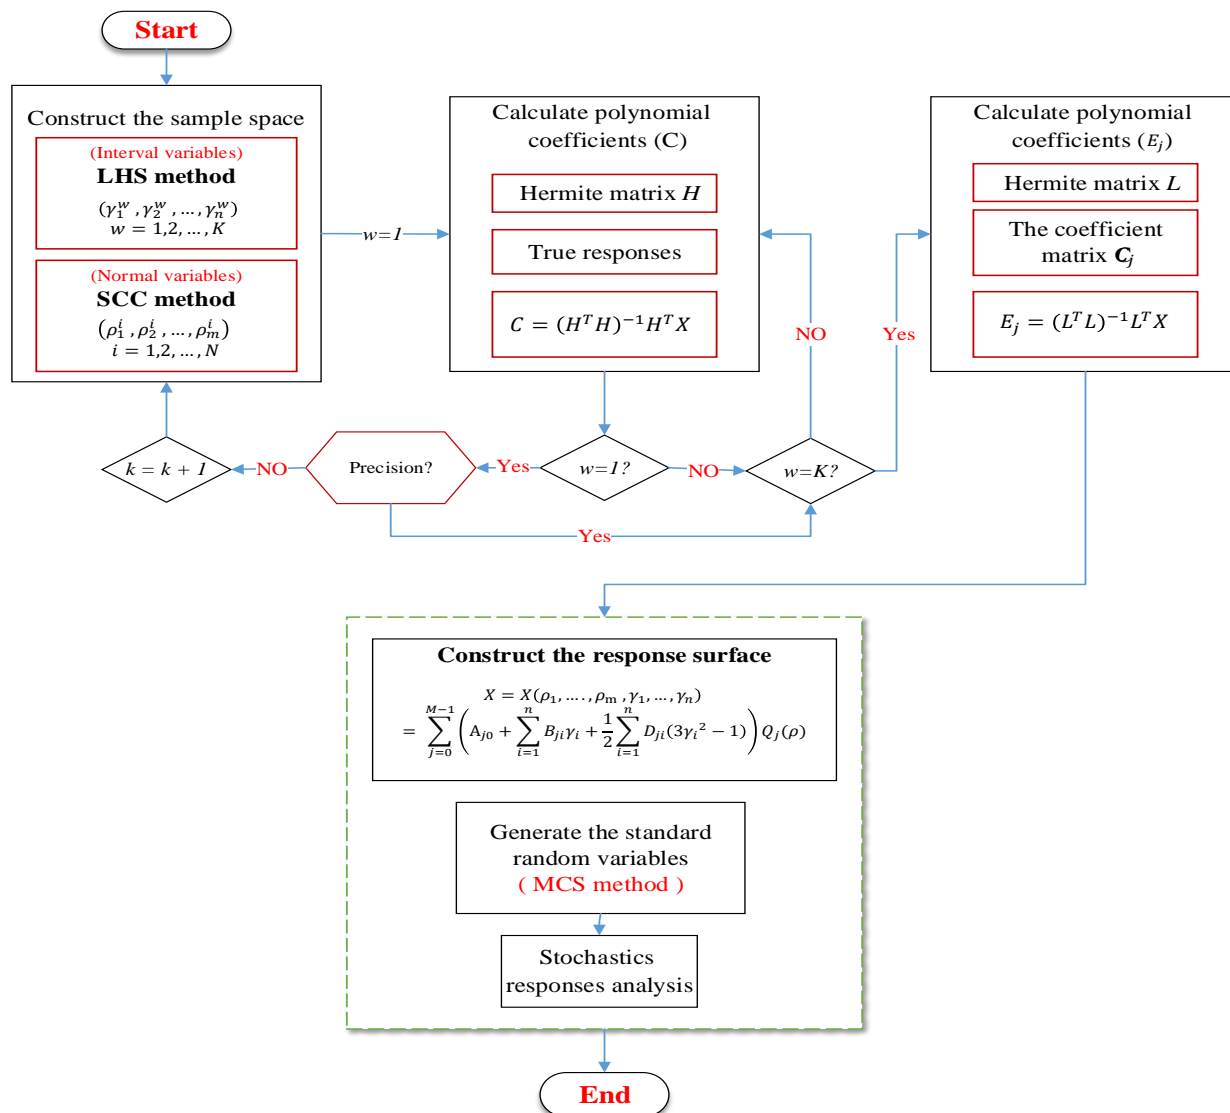 Start
Construct the sample space
(Interval variables)
LHS method
(γ₁ʷ, γ₂ʷ, ..., γₙʷ)
w = 1,2, ..., K
(Normal variables)
SCC method
(ρ₁ⁱ, ρ₂ⁱ, ..., ρₘⁱ)
i = 1,2, ..., N
w=1
Calculate polynomial
coefficients (C)
Hermite matrix H
True responses
C = (HᵀH)⁻¹HᵀX
Calculate polynomial
coefficients (Eⱼ)
Hermite matrix L
The coefficient
matrix Cⱼ
Eⱼ = (LᵀL)⁻¹LᵀX
NO
Yes
k = k + 1
NO
Precision?
Yes
w=1?
NO
w=K?
Yes
Construct the response surface
X = X(ρ₁, ...., ρₘ, γ₁, ..., γₙ)
= ∑_{j=0}^{M−1} (A_{j0} + ∑_{i=1}^{n} B_{ji}γᵢ + 1/2 ∑_{i=1}^{n} D_{ji}(3γᵢ² − 1)) Qⱼ(ρ)
Generate the standard
random variables
( MCS method )
Stochastics
responses analysis
End